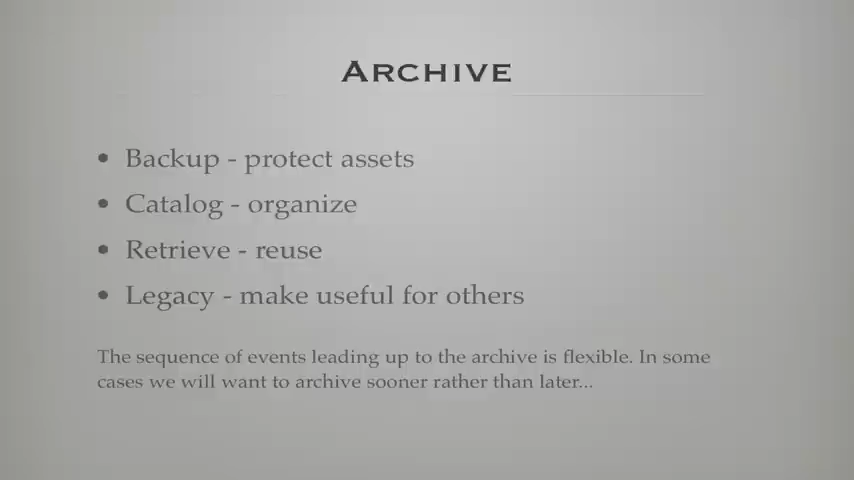 ARCHIVE
• Backup - protect assets
• Catalog - organize
• Retrieve - reuse
• Legacy - make useful for others
The sequence of events leading up to the archive is flexible. In some
cases we will want to archive sooner rather than later...